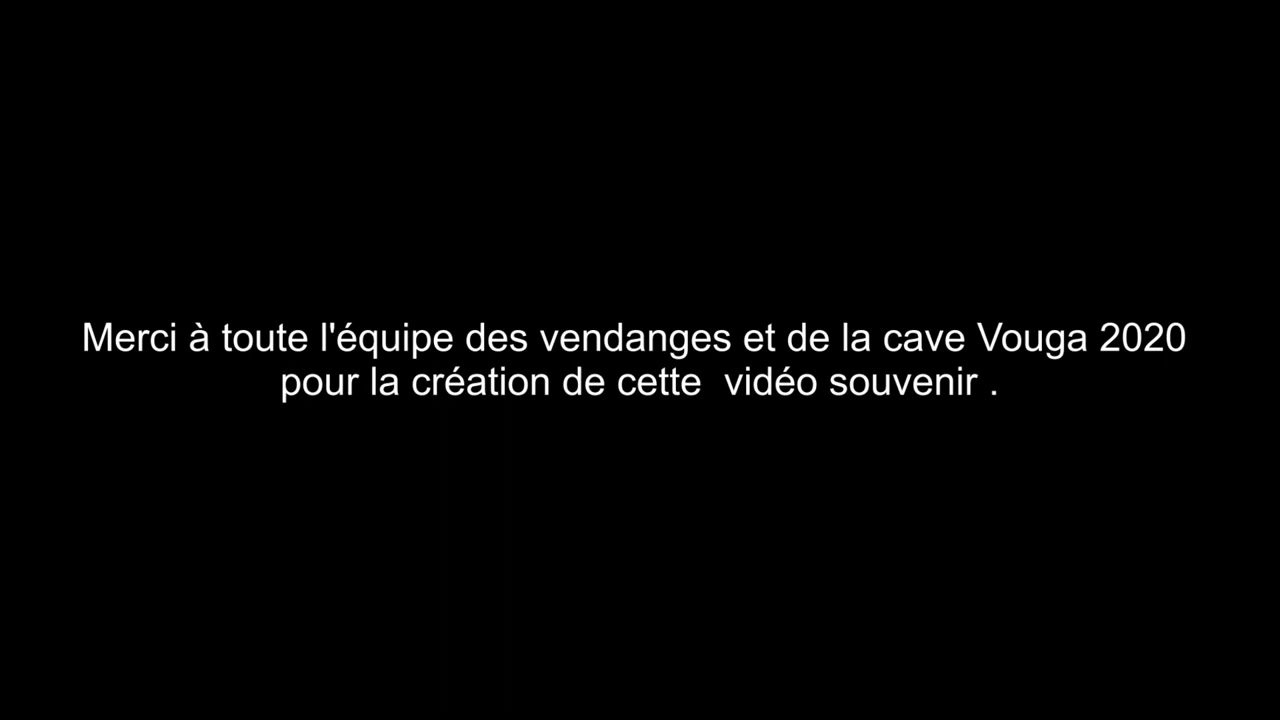 Merci à toute l'équipe des vendanges et de la cave Vouga 2020
pour la création de cette  vidéo souvenir .